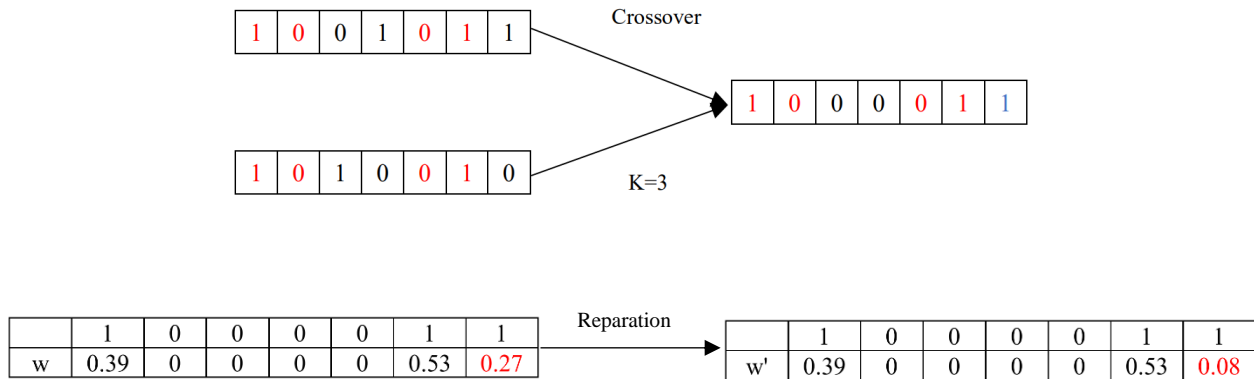 Crossover
1 0 0 1 0 1 1
1 0 0 0 0 1 1
1 0 1 0 0 1 0
K=3
Reparation
1 0 0 0 0 1 1
w 0.39 0 0 0 0 0.53 0.27
1 0 0 0 0 1 1
w' 0.39 0 0 0 0 0.53 0.08